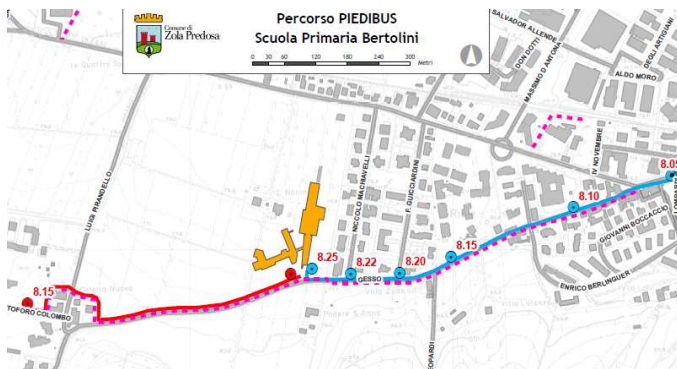 Comune di
Zola Predosa
Percorso PIEDIBUS
Scuola Primaria Bertolini
0 30 60 120 180 240 300
Metri
SALVADOR ALLENDE
DON DOTTI
MASSIMO D ANTONA
DEGLI ARTIGIANI
ALDO MORO
IV NOVEMBRE
8.05
LOMBARDI
8.10
GIOVANNI BOCCACCIO
ENRICO BERLINGUER
LUIGI PIRANDELLO
NICCOLO MACHIAVELLI
F. GUICCIARDINI
8.15
8.25
8.22
8.20
GESSO
8.15
TOFORO COLOMBO
EOPARDI